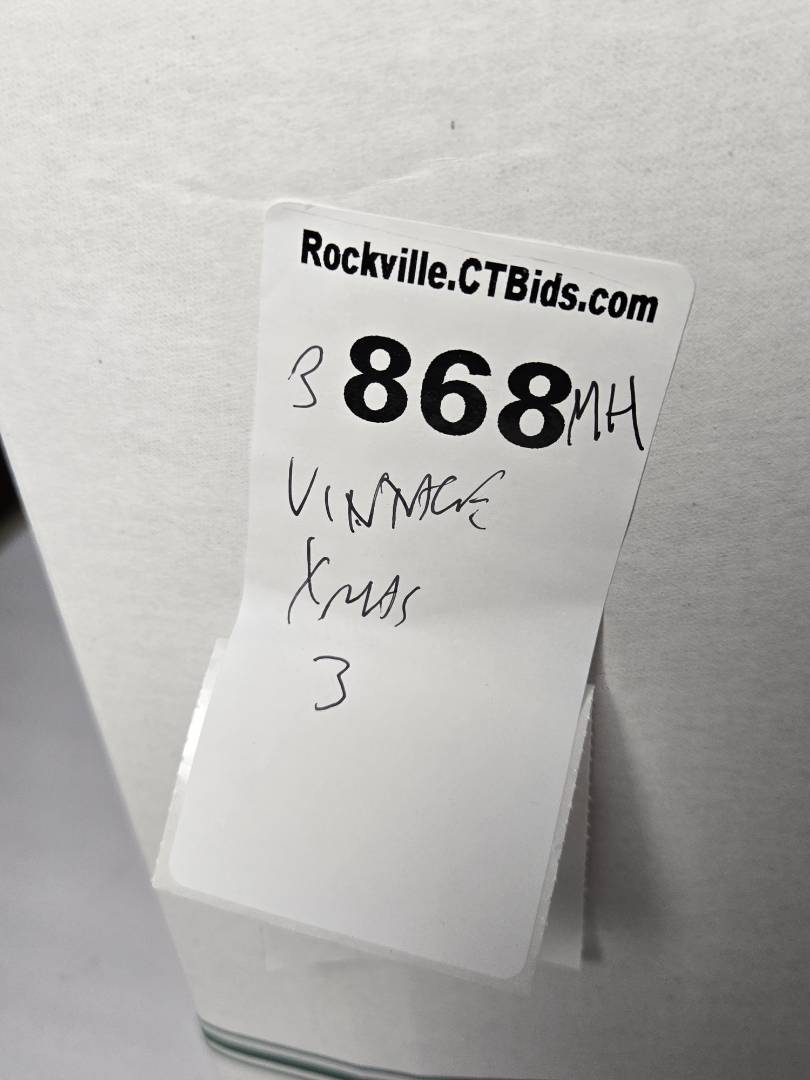 Rockville.CTBids.com
3 868 MH
VINTAGE
XMAS
3